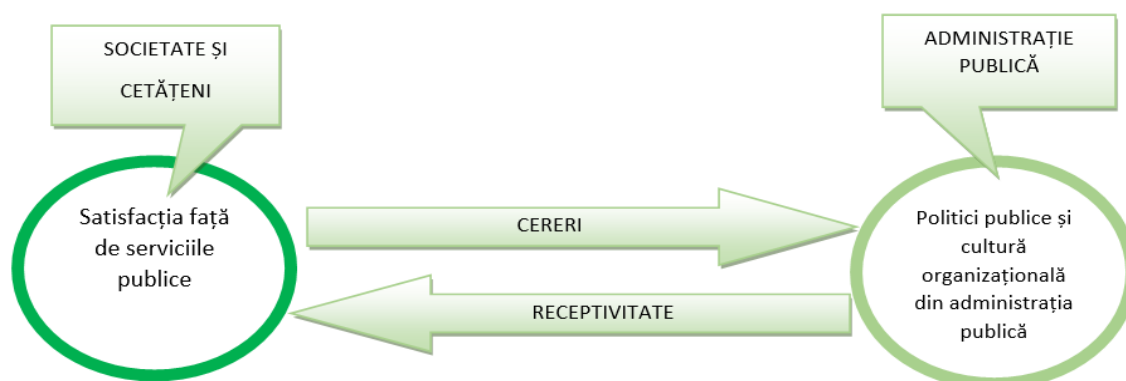 SOCIETATE ȘI
CETĂȚENI
ADMINISTRAȚIE
PUBLICĂ
Satisfacția față
de serviciile
publice
CERERI
RECEPTIVITATE
Politici publice și
cultură
organizațională
din administrația
publică